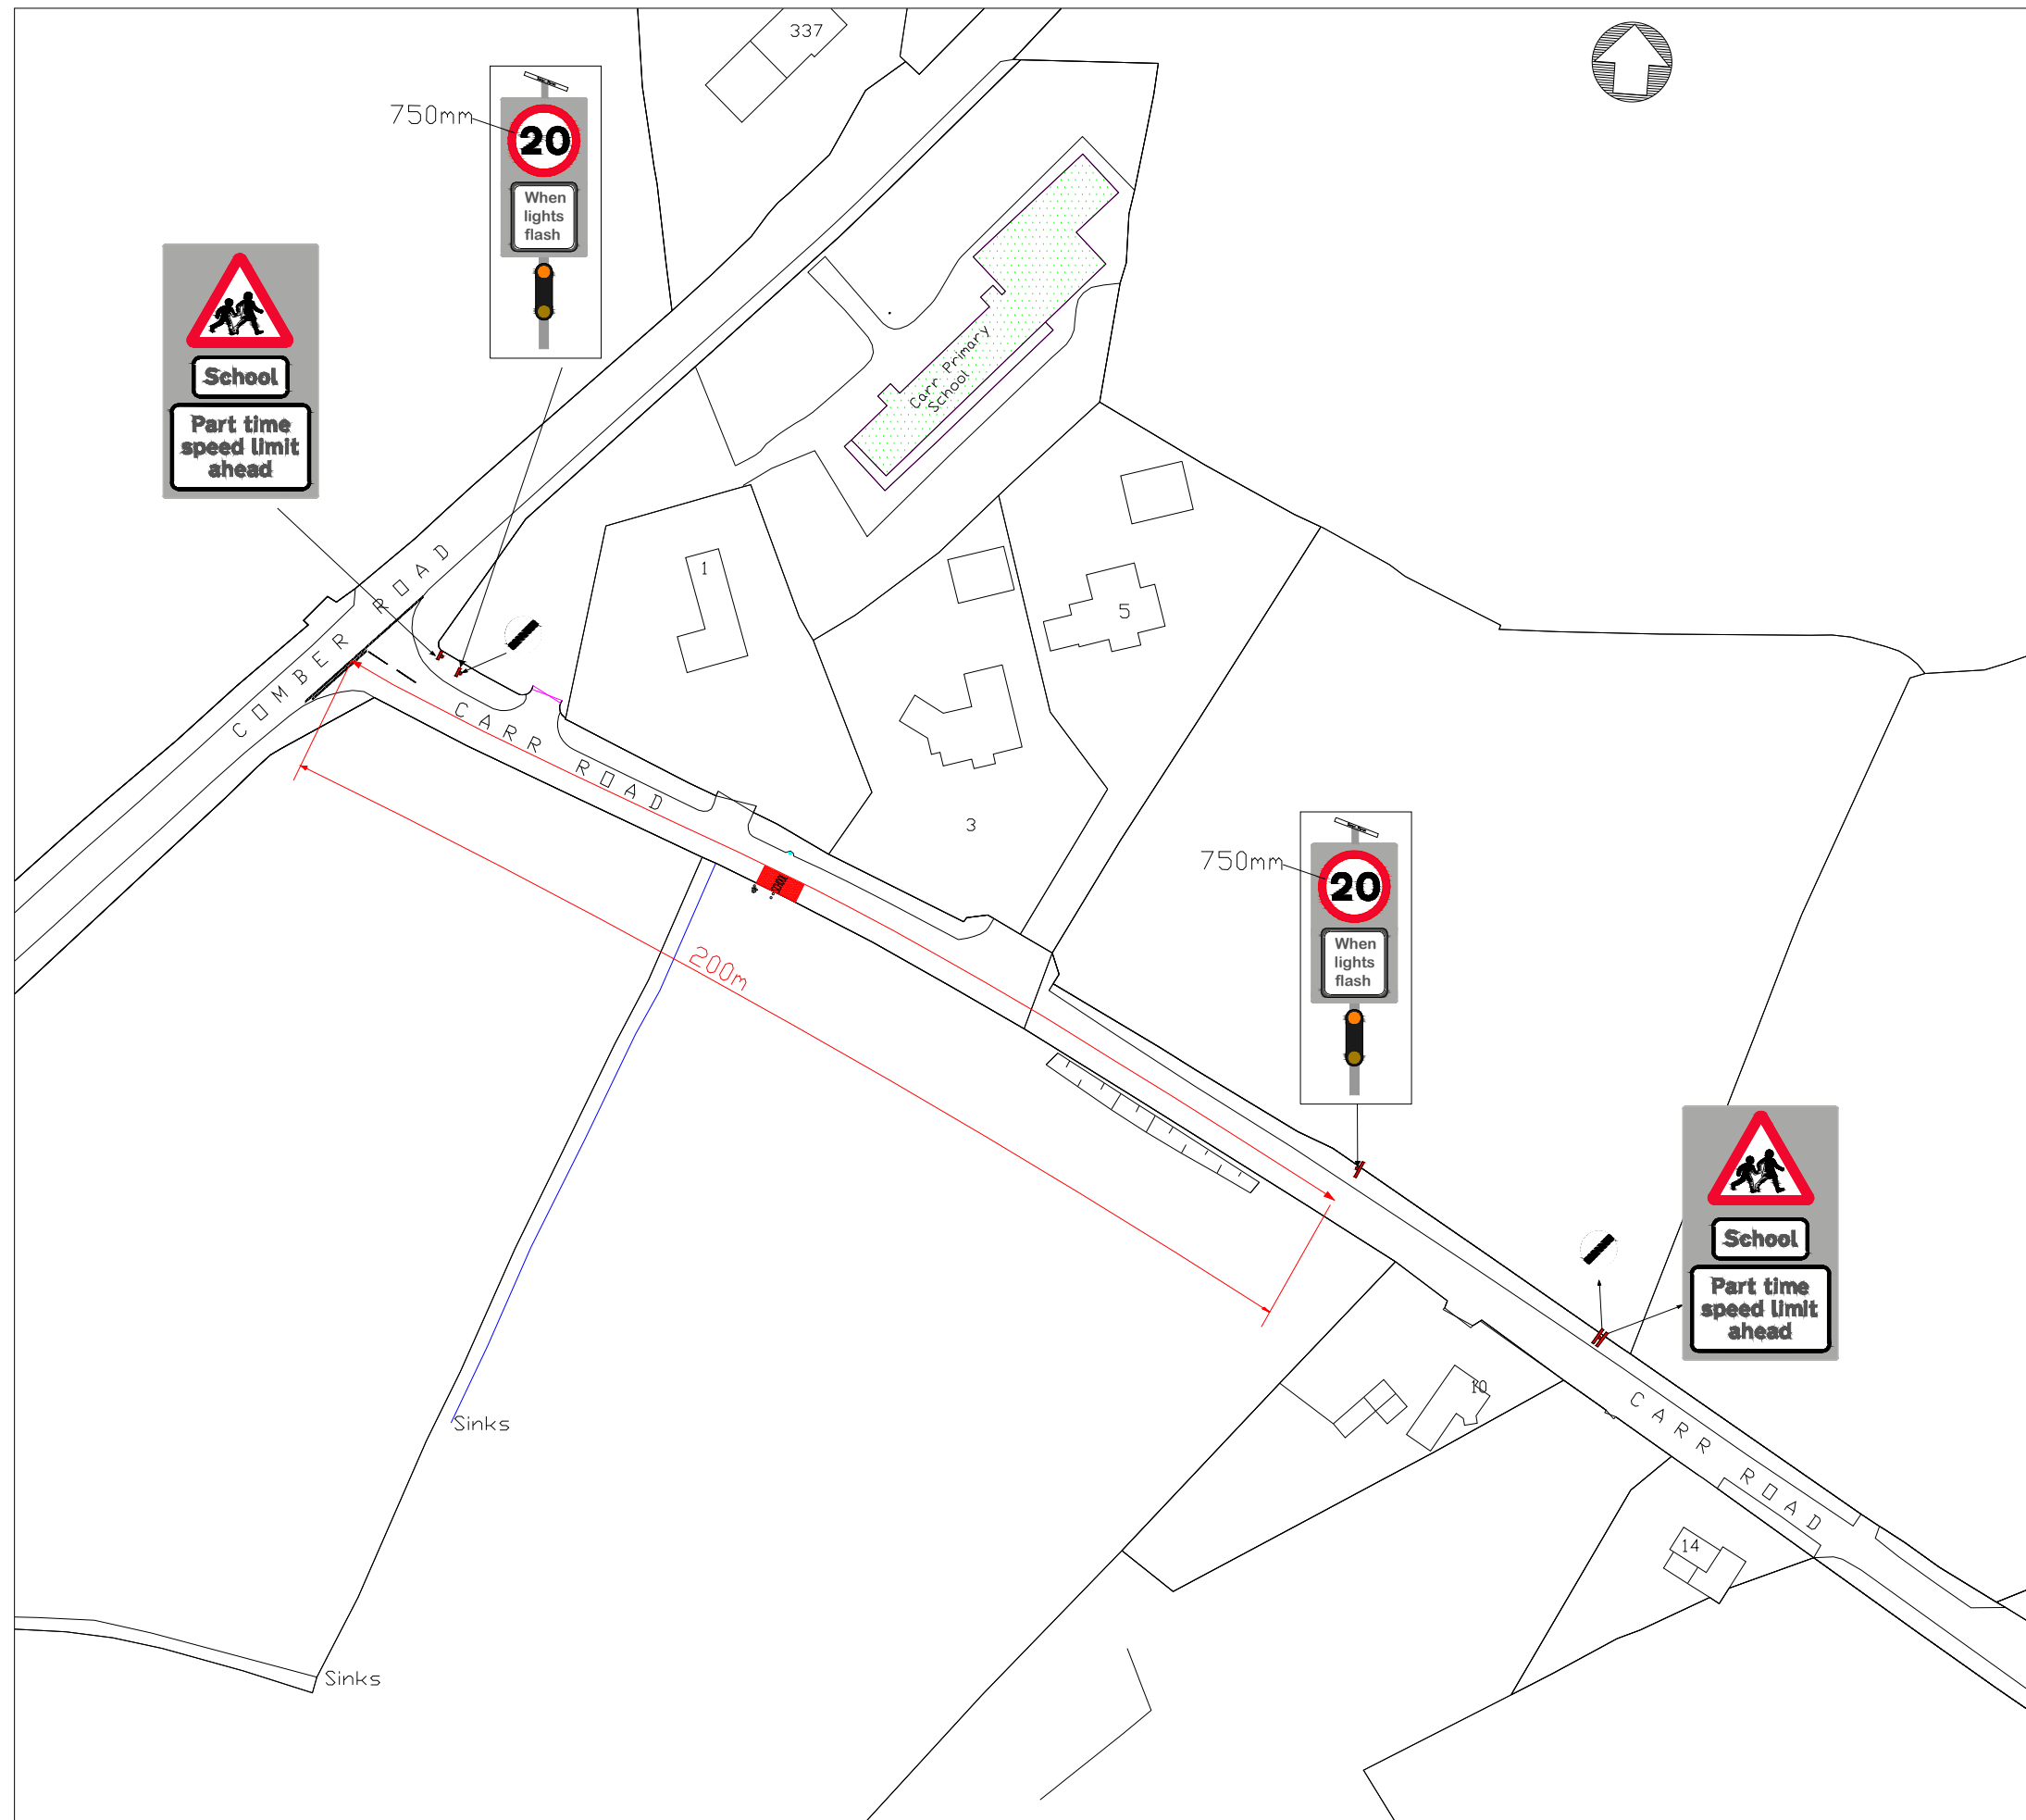 337
750mm
20
When
lights
flash
School
Part time
speed limit
ahead
Carr Primary
School
COMBER ROAD
1
5
CARR ROAD
3
200m
750mm
20
When
lights
flash
School
Part time
speed limit
ahead
10
Sinks
CARR ROAD
14
Sinks